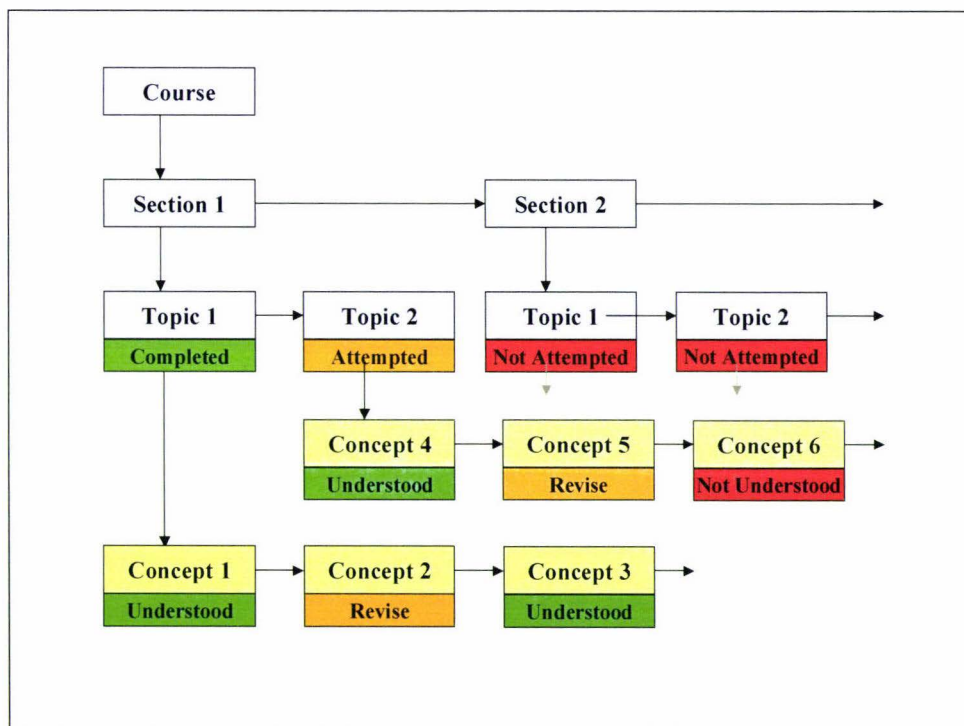 Course
Section 1
Section 2
Topic 1
Topic 2
Topic 1
Topic 2
Completed
Attempted
Not Attempted
Not Attempted
Concept 4
Concept 5
Concept 6
Understood
Revise
Not Understood
Concept 1
Concept 2
Concept 3
Understood
Revise
Understood